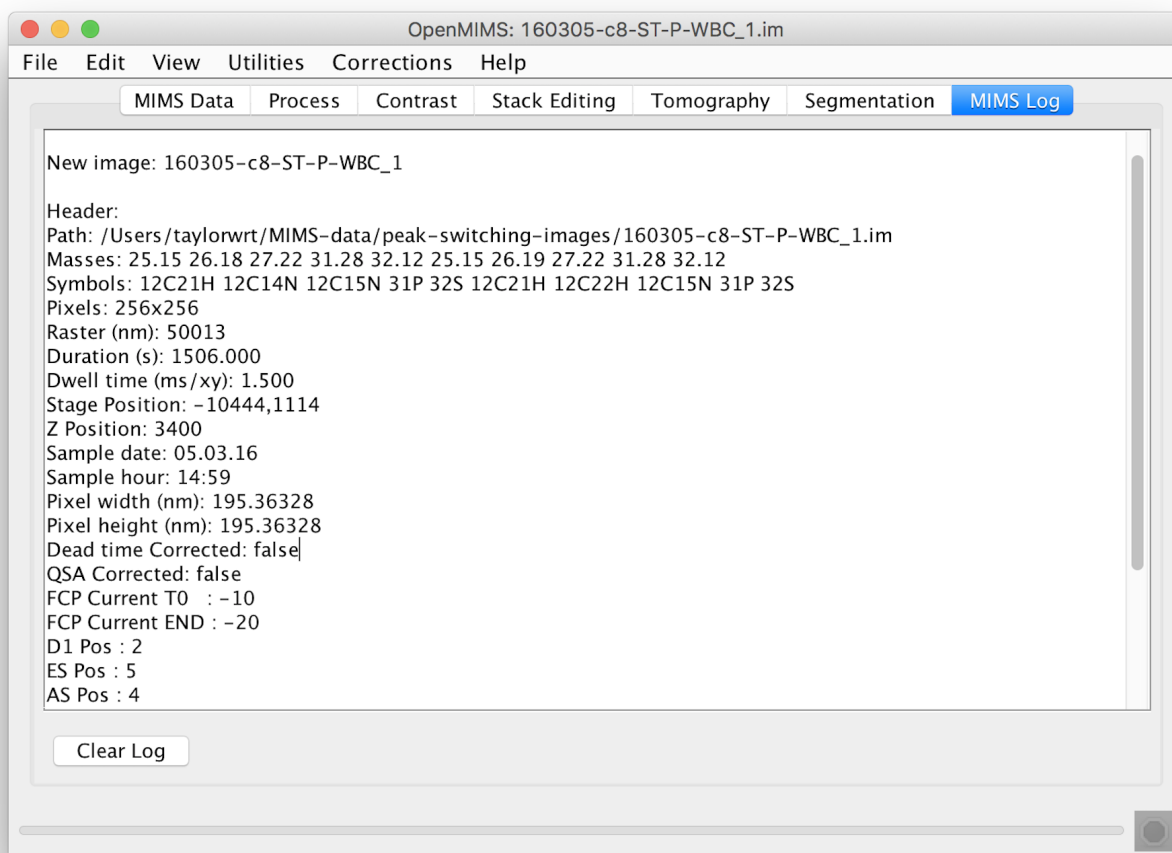 OpenMIMS: 160305-c8-ST-P-WBC_1.im
File Edit View Utilities Corrections Help
MIMS Data Process Contrast Stack Editing Tomography Segmentation MIMS Log
New image: 160305-c8-ST-P-WBC_1
Header:
Path: /Users/taylorwrt/MIMS-data/peak-switching-images/160305-c8-ST-P-WBC_1.im
Masses: 25.15 26.18 27.22 31.28 32.12 25.15 26.19 27.22 31.28 32.12
Symbols: 12C21H 12C14N 12C15N 31P 32S 12C21H 12C22H 12C15N 31P 32S
Pixels: 256x256
Raster (nm): 50013
Duration (s): 1506.000
Dwell time (ms/xy): 1.500
Stage Position: -10444,1114
Z Position: 3400
Sample date: 05.03.16
Sample hour: 14:59
Pixel width (nm): 195.36328
Pixel height (nm): 195.36328
Dead time Corrected: false
QSA Corrected: false
FCP Current T0   : -10
FCP Current END : -20
D1 Pos : 2
ES Pos : 5
AS Pos : 4
Clear Log